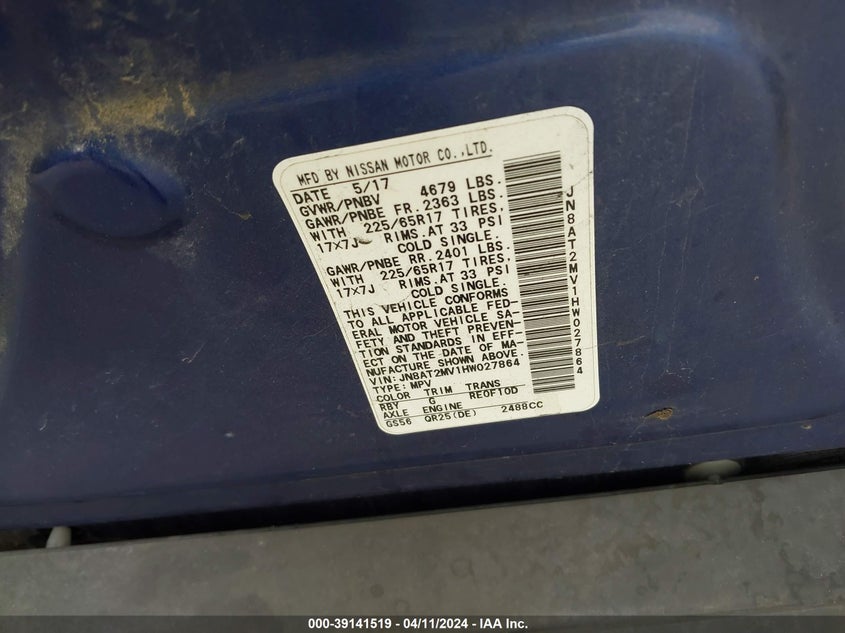 MFD BY NISSAN MOTOR CO.,LTD.
DATE 5/17
GVWR/PNBV 4679 LBS.
GAWR/PNBE FR. 2363 LBS.
WITH 225/65R17 TIRES,
17X7J RIMS.AT 33 PSI
COLD SINGLE.
GAWR/PNBE RR. 2401 LBS.
WITH 225/65R17 TIRES,
17X7J RIMS.AT 33 PSI
COLD SINGLE.
THIS VEHICLE CONFORMS
TO ALL APPLICABLE FED-
ERAL MOTOR VEHICLE SA-
FETY AND THEFT PREVEN-
TION STANDARDS IN EFF-
ECT ON THE DATE OF MA-
NUFACTURE SHOWN ABOVE.
VIN: JN8AT2MV1HW027864
TYPE: MPV
COLOR TRIM TRANS
RBY G RE0F10D
AXLE ENGINE
GS56 QR25(DE) 2488CC
JN8AT2MV1HW027864
000-39141519 - 04/11/2024 - IAA Inc.